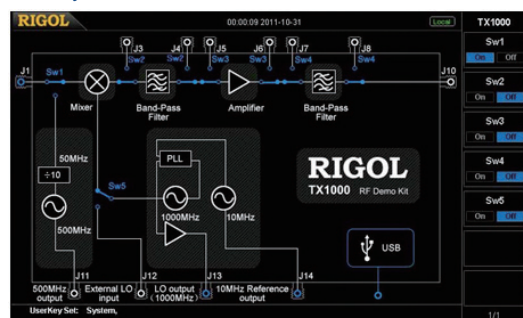 RIGOL 00:00:09 2011-10-31 Local TX1000
J3 J4 J5 J6 J7 J8
Sw2 Sw2 Sw3 Sw3 Sw4 Sw4
J1 Sw1 J10
Mixer Band-Pass Filter Amplifier Band-Pass Filter
50MHz
÷10
500MHz
Sw5
PLL
1000MHz 10MHz
RIGOL
TX1000 RF Demo Kit
USB
J11 J12 J13 J14
500MHz output External LO input LO output (1000MHz) 10MHz Reference output
UserKey Set: System,
Sw1
On Off
Sw2
On Off
Sw3
On Off
Sw4
On Off
Sw5
On Off
1/1